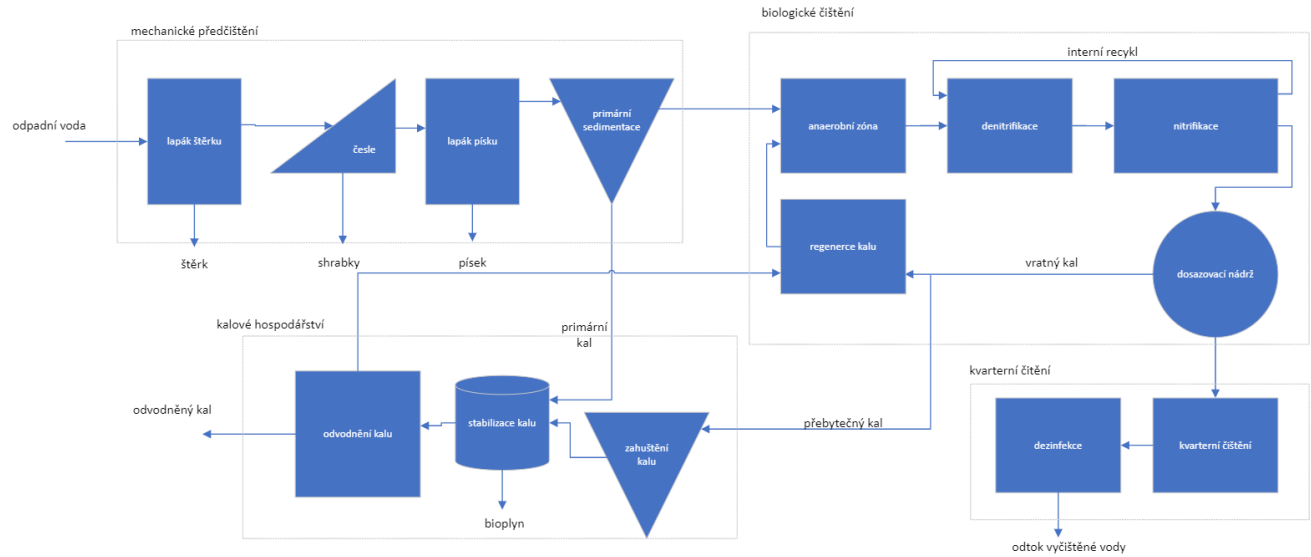 biologické čištění
mechanické předčištění
interní recykl
odpadní voda
lapák štěrku
česle
lapák písku
primární
sedimentace
anaerobní zóna
denitrifikace
nitrifikace
štěrk
shrabky
písek
regenerce kalu
vratný kal
dosazovací nádrž
kalové hospodářství
primární
kal
kvarterní čitění
odvodněný kal
odvodnění kalu
stabilizace kalu
zahuštění
kalu
přebytečný kal
dezinfekce
kvarterní čištění
bioplyn
odtok vyčištěné vody